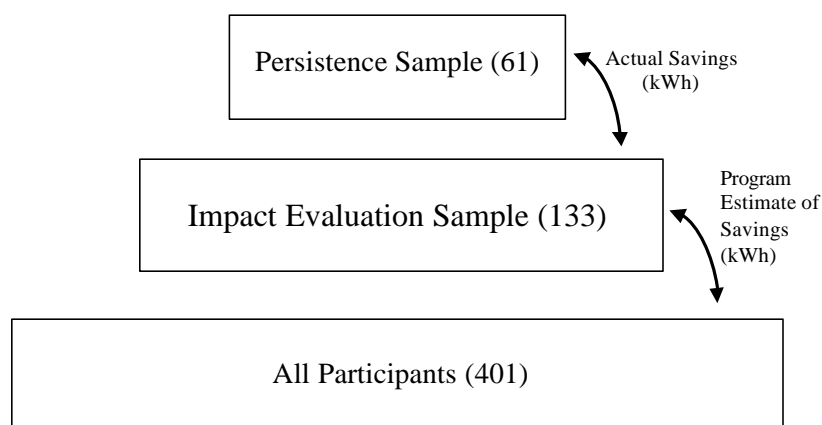 Persistence Sample (61)
Actual Savings
(kWh)
Impact Evaluation Sample (133)
Program
Estimate of
Savings
(kWh)
All Participants (401)